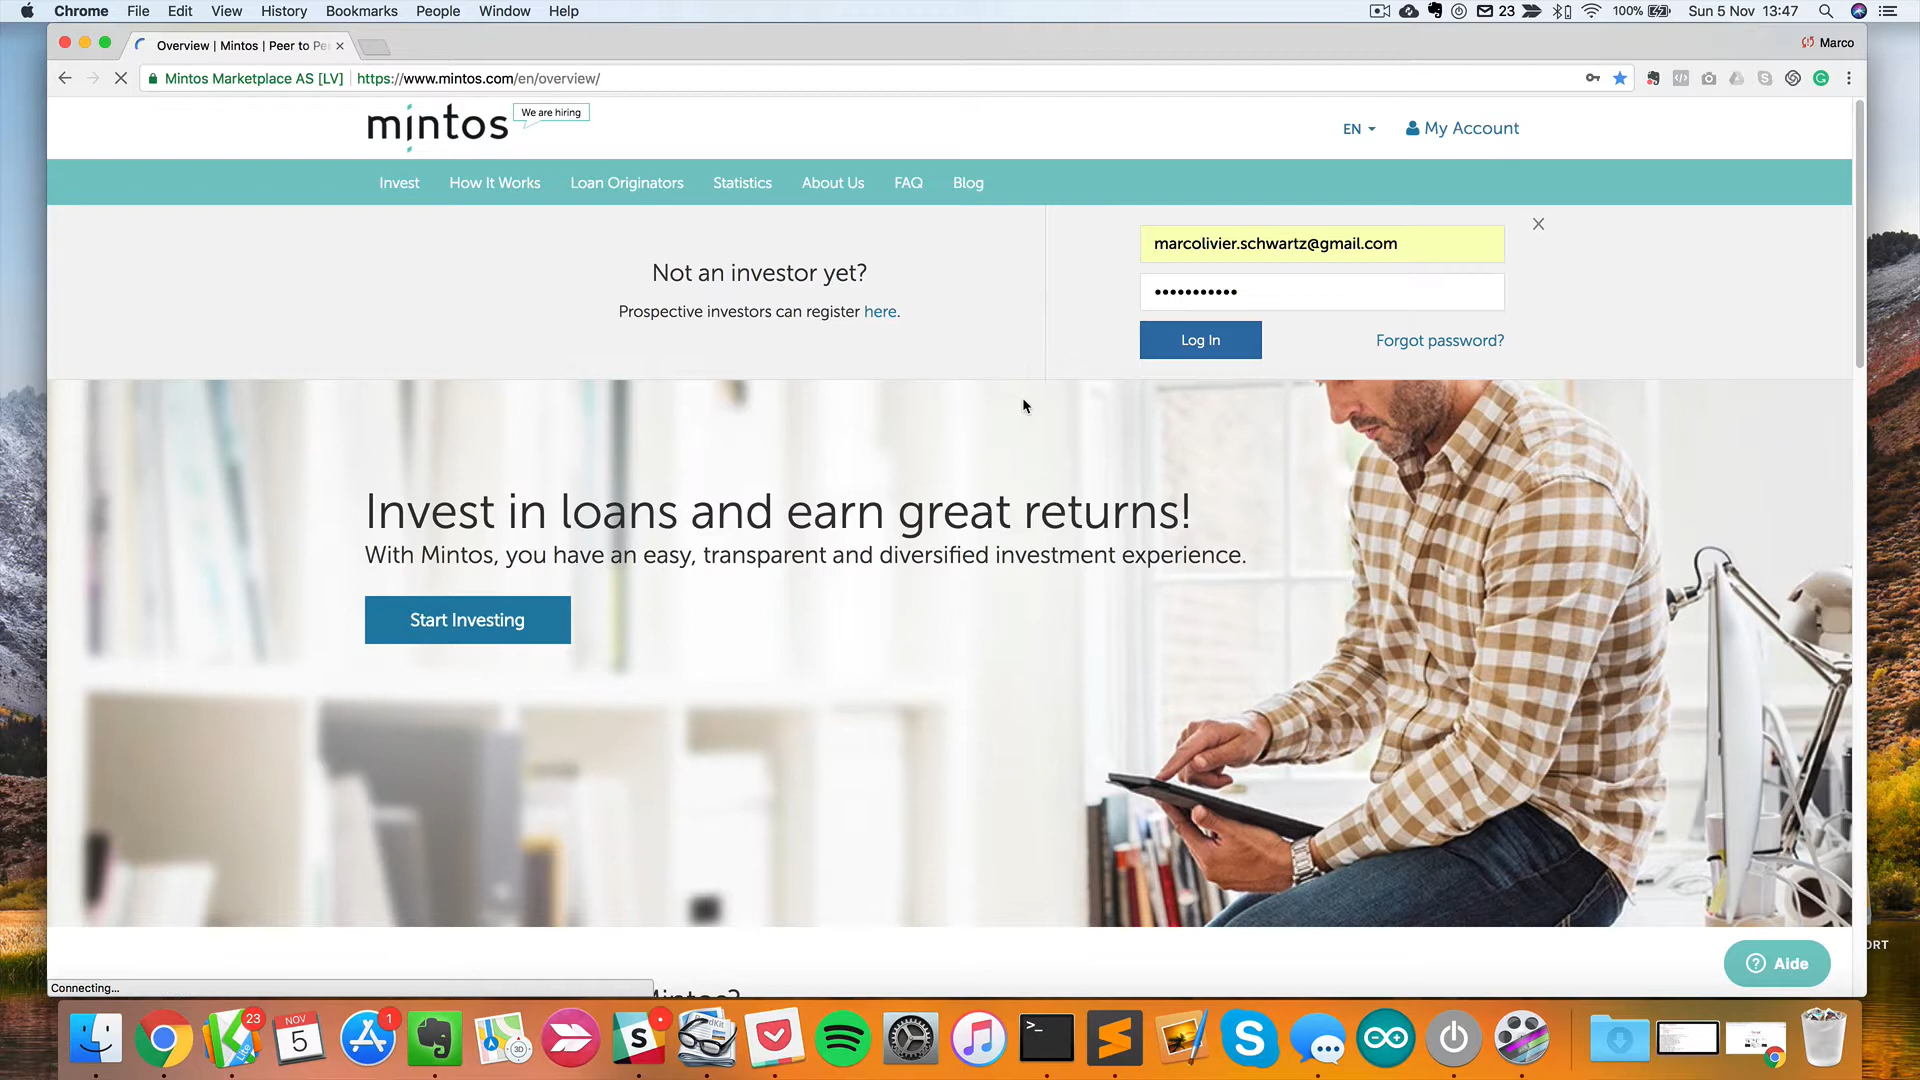 Chrome File Edit View History Bookmarks People Window Help
23 100% Sun 5 Nov 13:47
Overview | Mintos | Peer to Pe
Marco
Mintos Marketplace AS [LV] https://www.mintos.com/en/overview/
mintos
We are hiring
EN My Account
Invest How It Works Loan Originators Statistics About Us FAQ Blog
Not an investor yet?
Prospective investors can register here.
marcolivier.schwartz@gmail.com
•••••••••••
Log In
Forgot password?
Invest in loans and earn great returns!
With Mintos, you have an easy, transparent and diversified investment experience.
Start Investing
Aide
ORT
Connecting...
Mintos?
23
NOV
5
1
3D